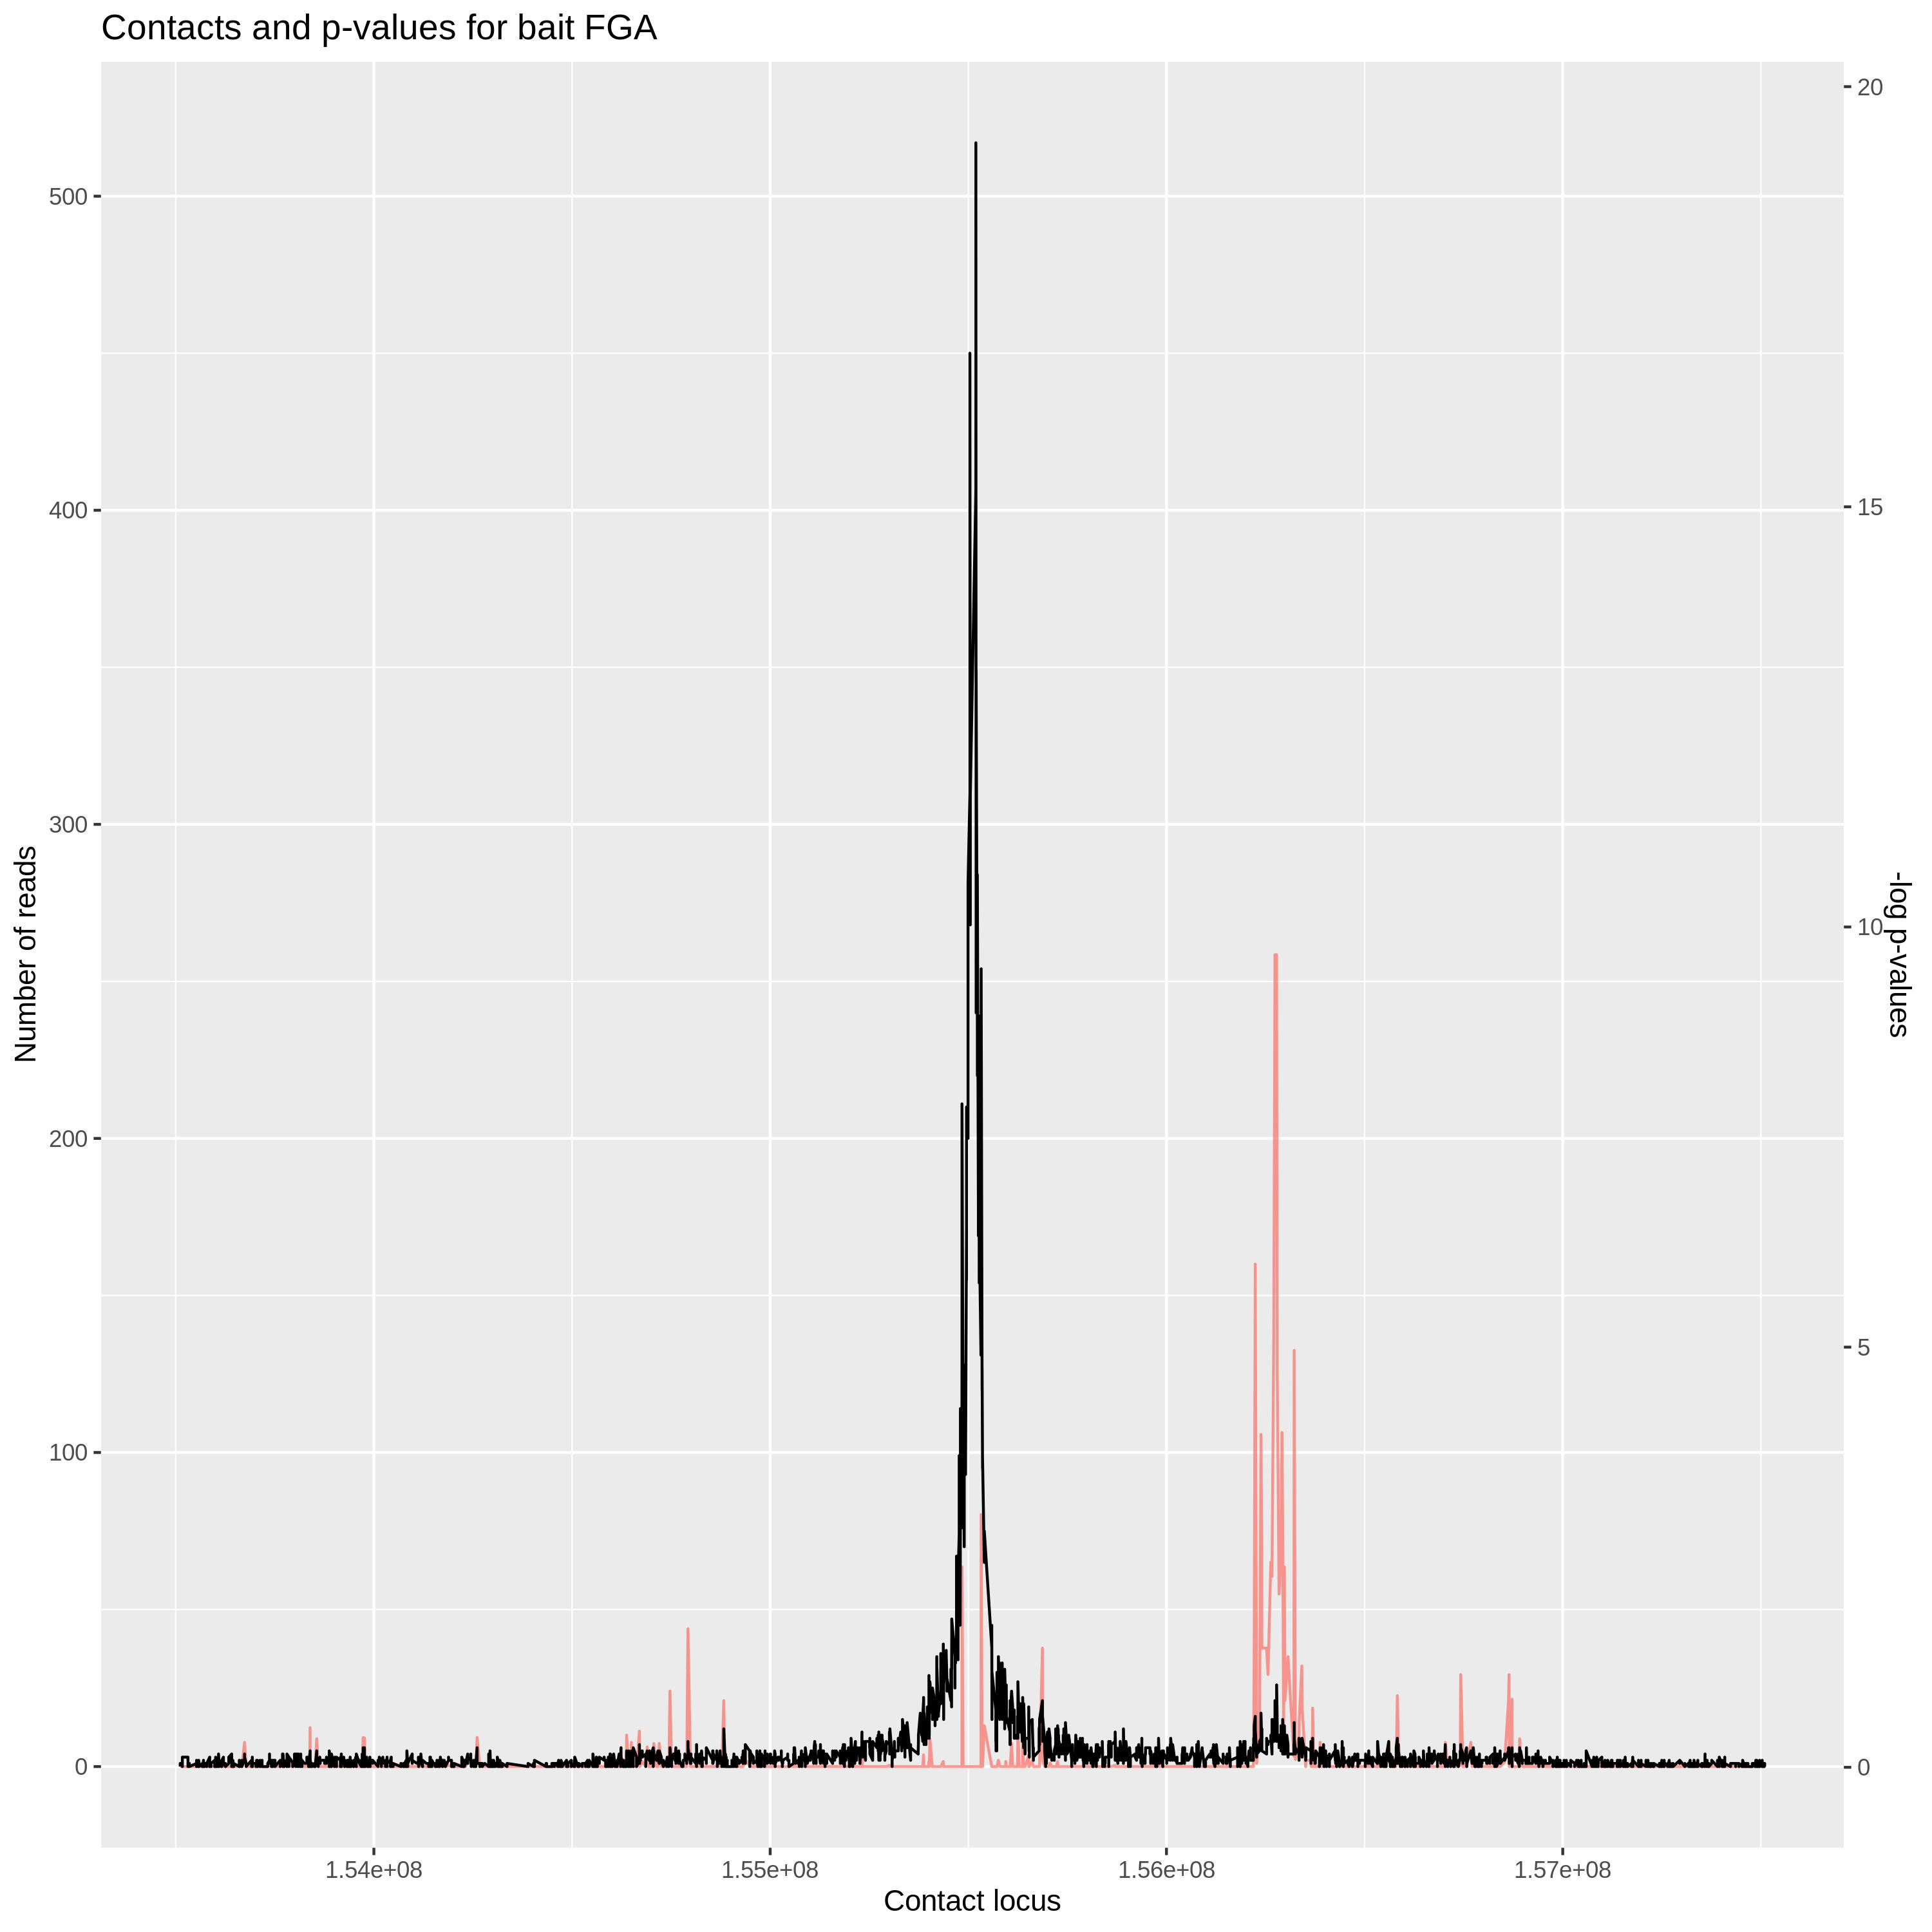 Contacts and p-values for bait FGA
Number of reads
500
400
300
200
100
0
20
15
10
5
0
-log p-values
1.54e+08 1.55e+08 1.56e+08 1.57e+08
Contact locus